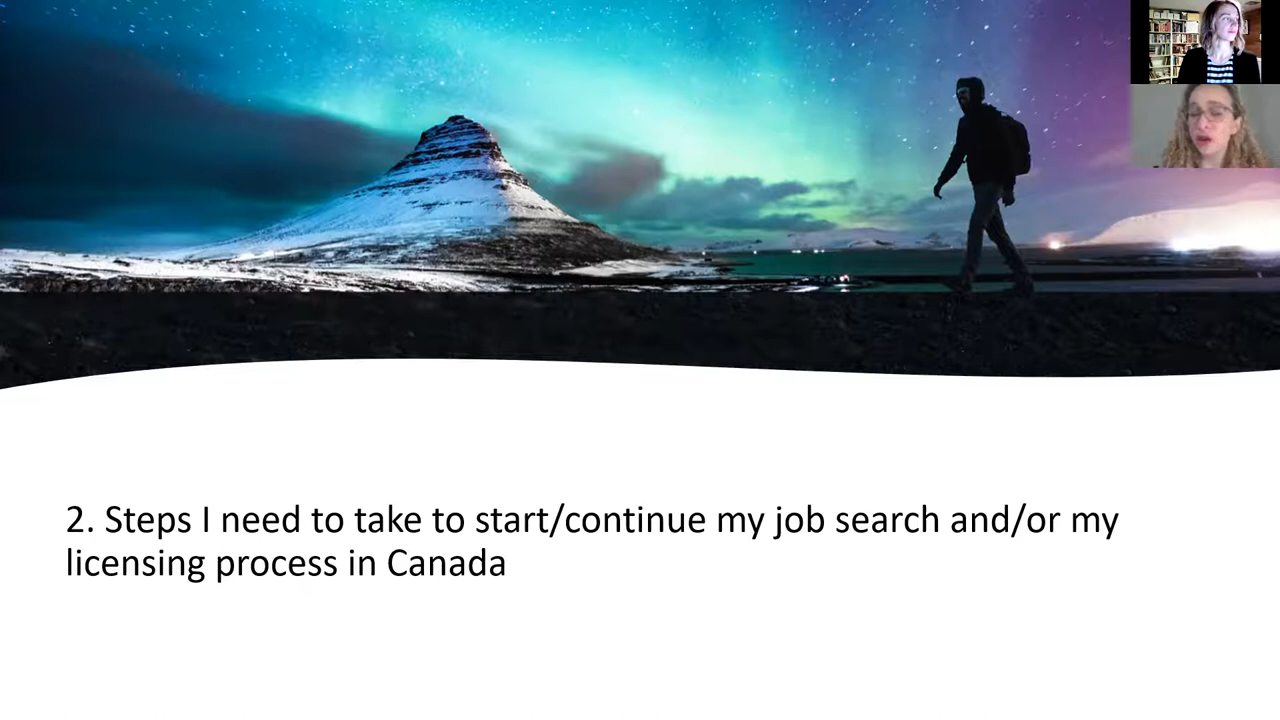 2. Steps I need to take to start/continue my job search and/or my
licensing process in Canada